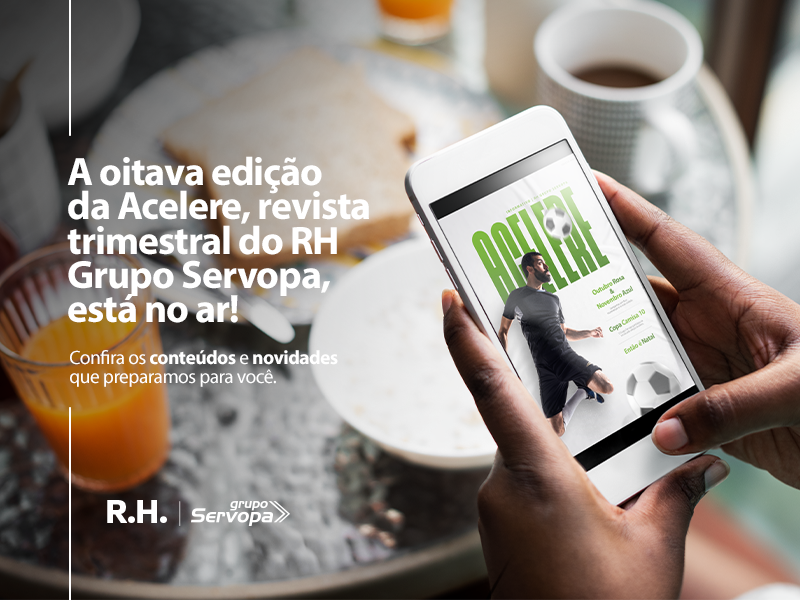 A oitava edição
da Acelere, revista
trimestral do RH
Grupo Servopa,
está no ar!
Confira os conteúdos e novidades
que preparamos para você.
R.H.
grupo
Servopa
ACELERE
Outubro Rosa
&
Novembro Azul
Copa Camisa 10
Então é Natal